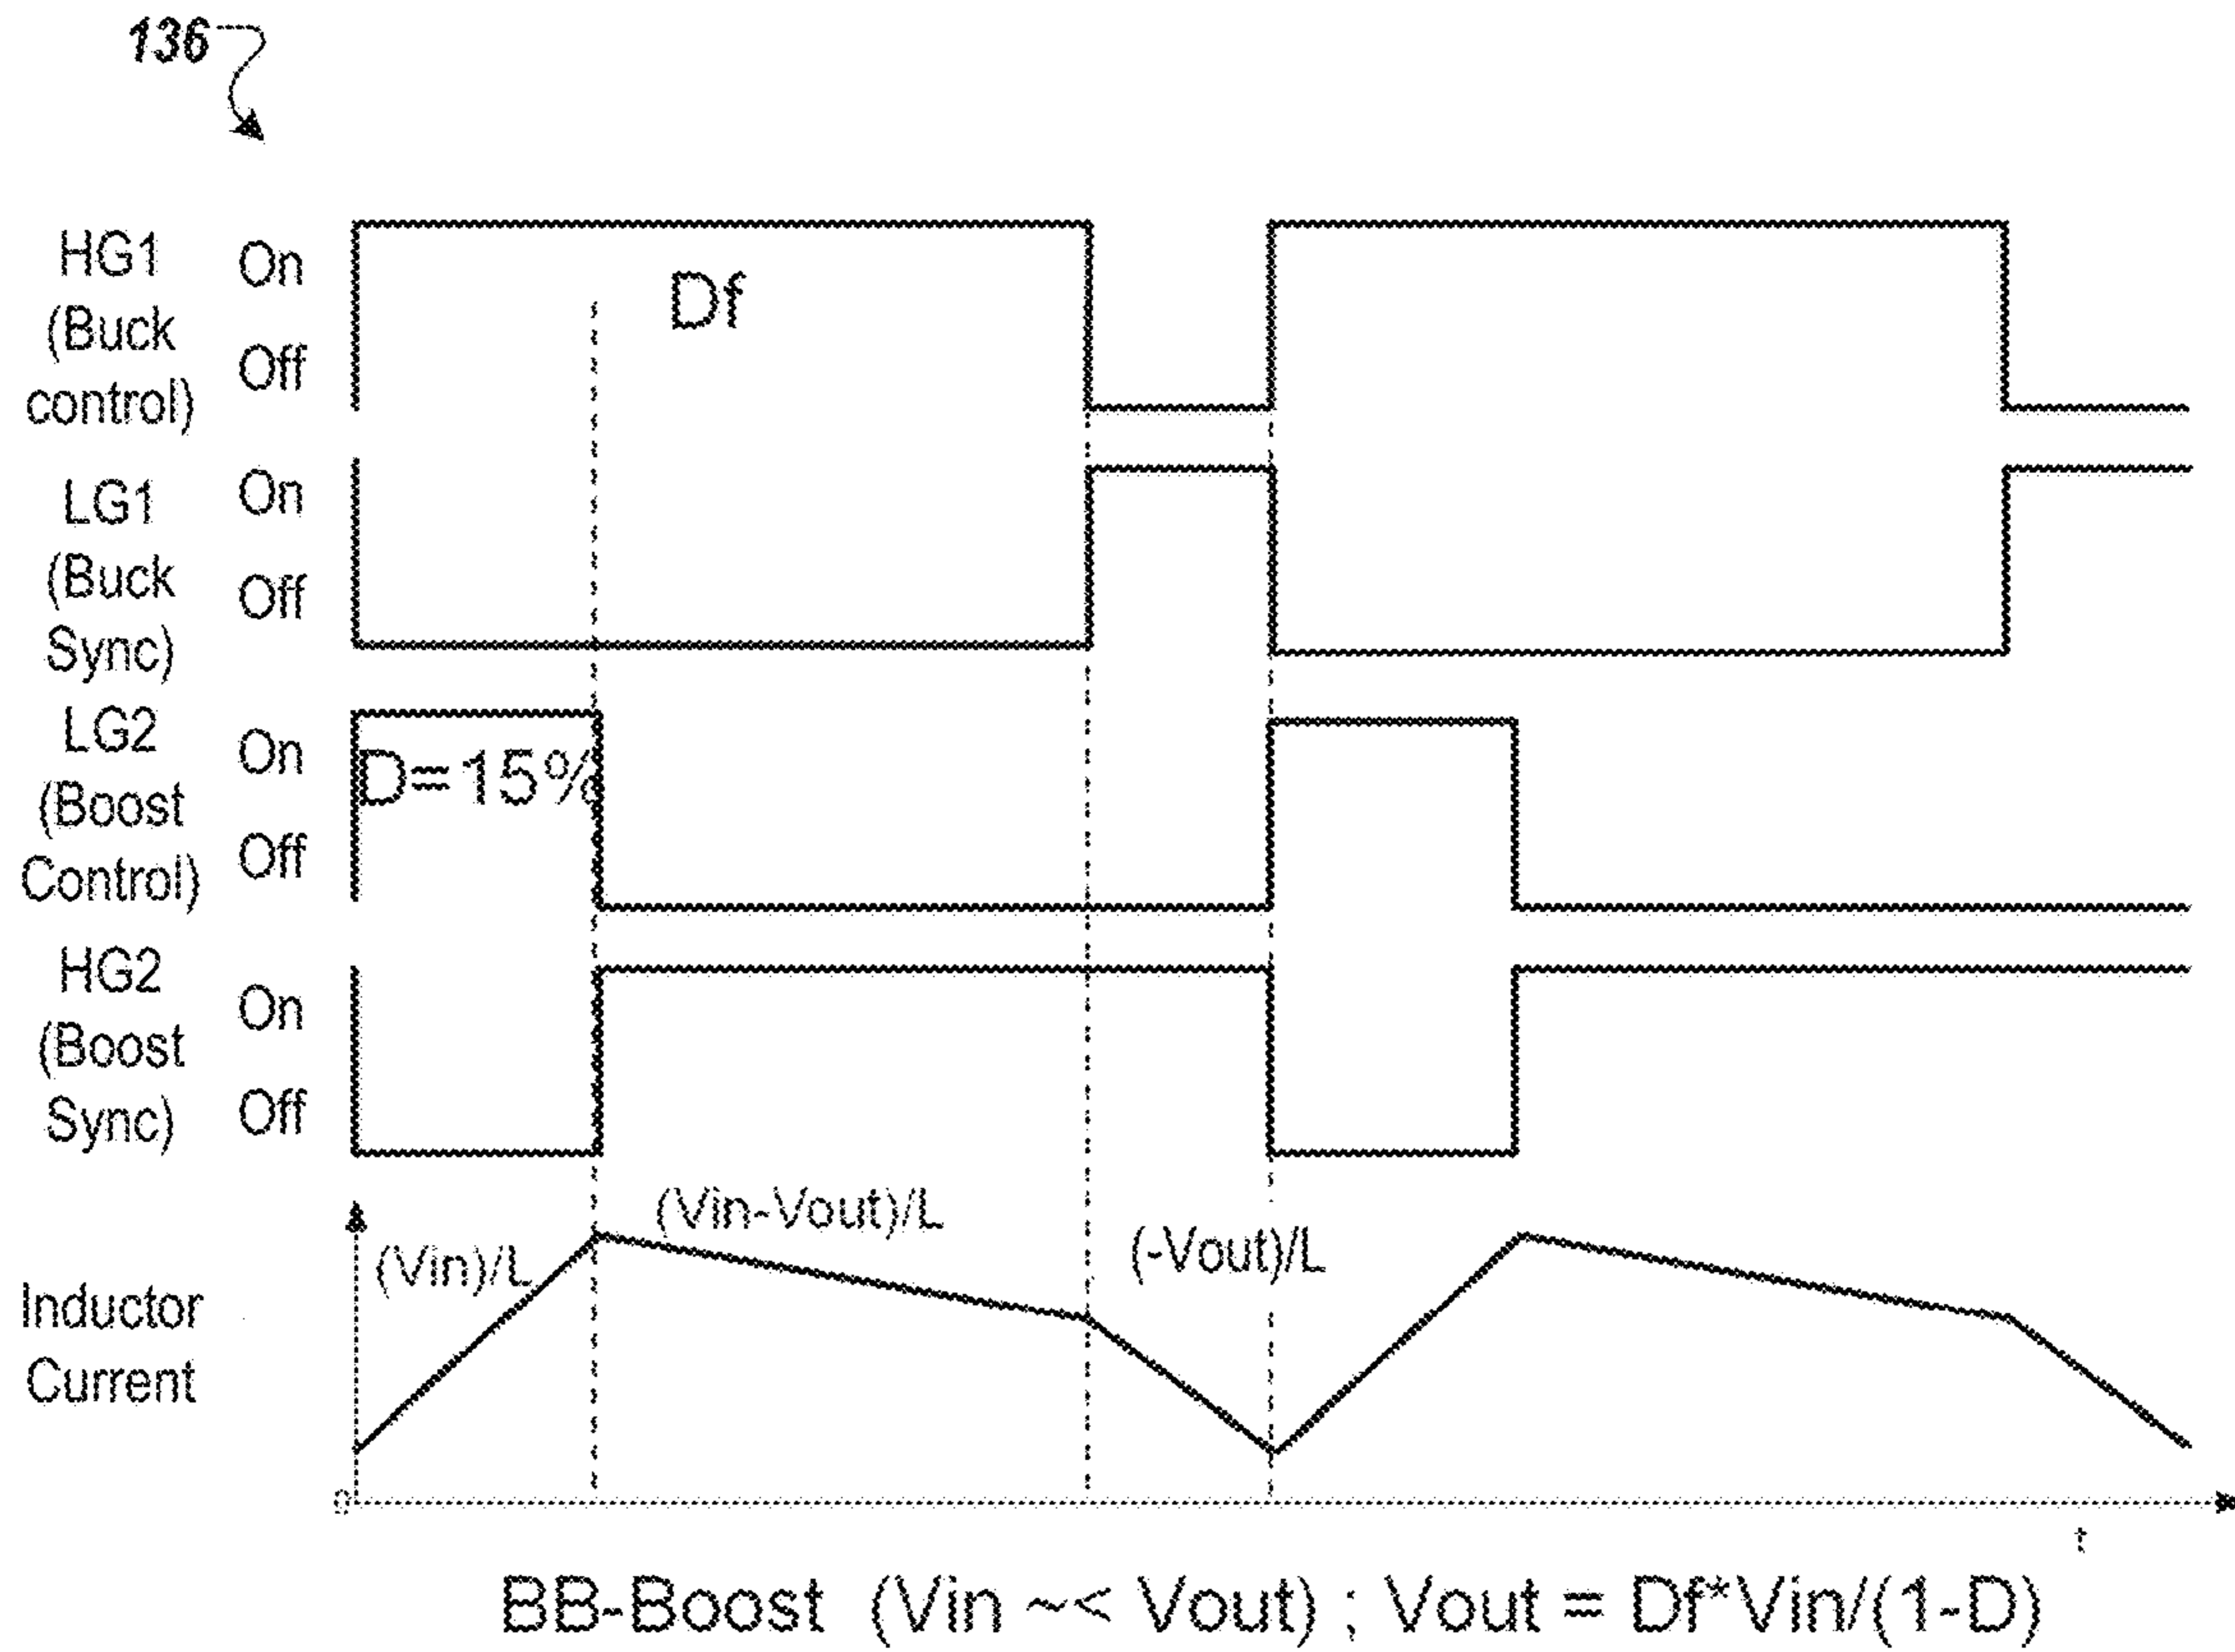 136
HG1
(Buck
control)
On
Off
Df
LG1
(Buck
Sync)
On
Off
LG2
(Boost
Control)
On
Off
D=15%
HG2
(Boost
Sync)
On
Off
(Vin)/L
(Vin-Vout)/L
(-Vout)/L
Inductor
Current
0
t
BB-Boost (Vin ~< Vout) ; Vout = Df*Vin/(1-D)